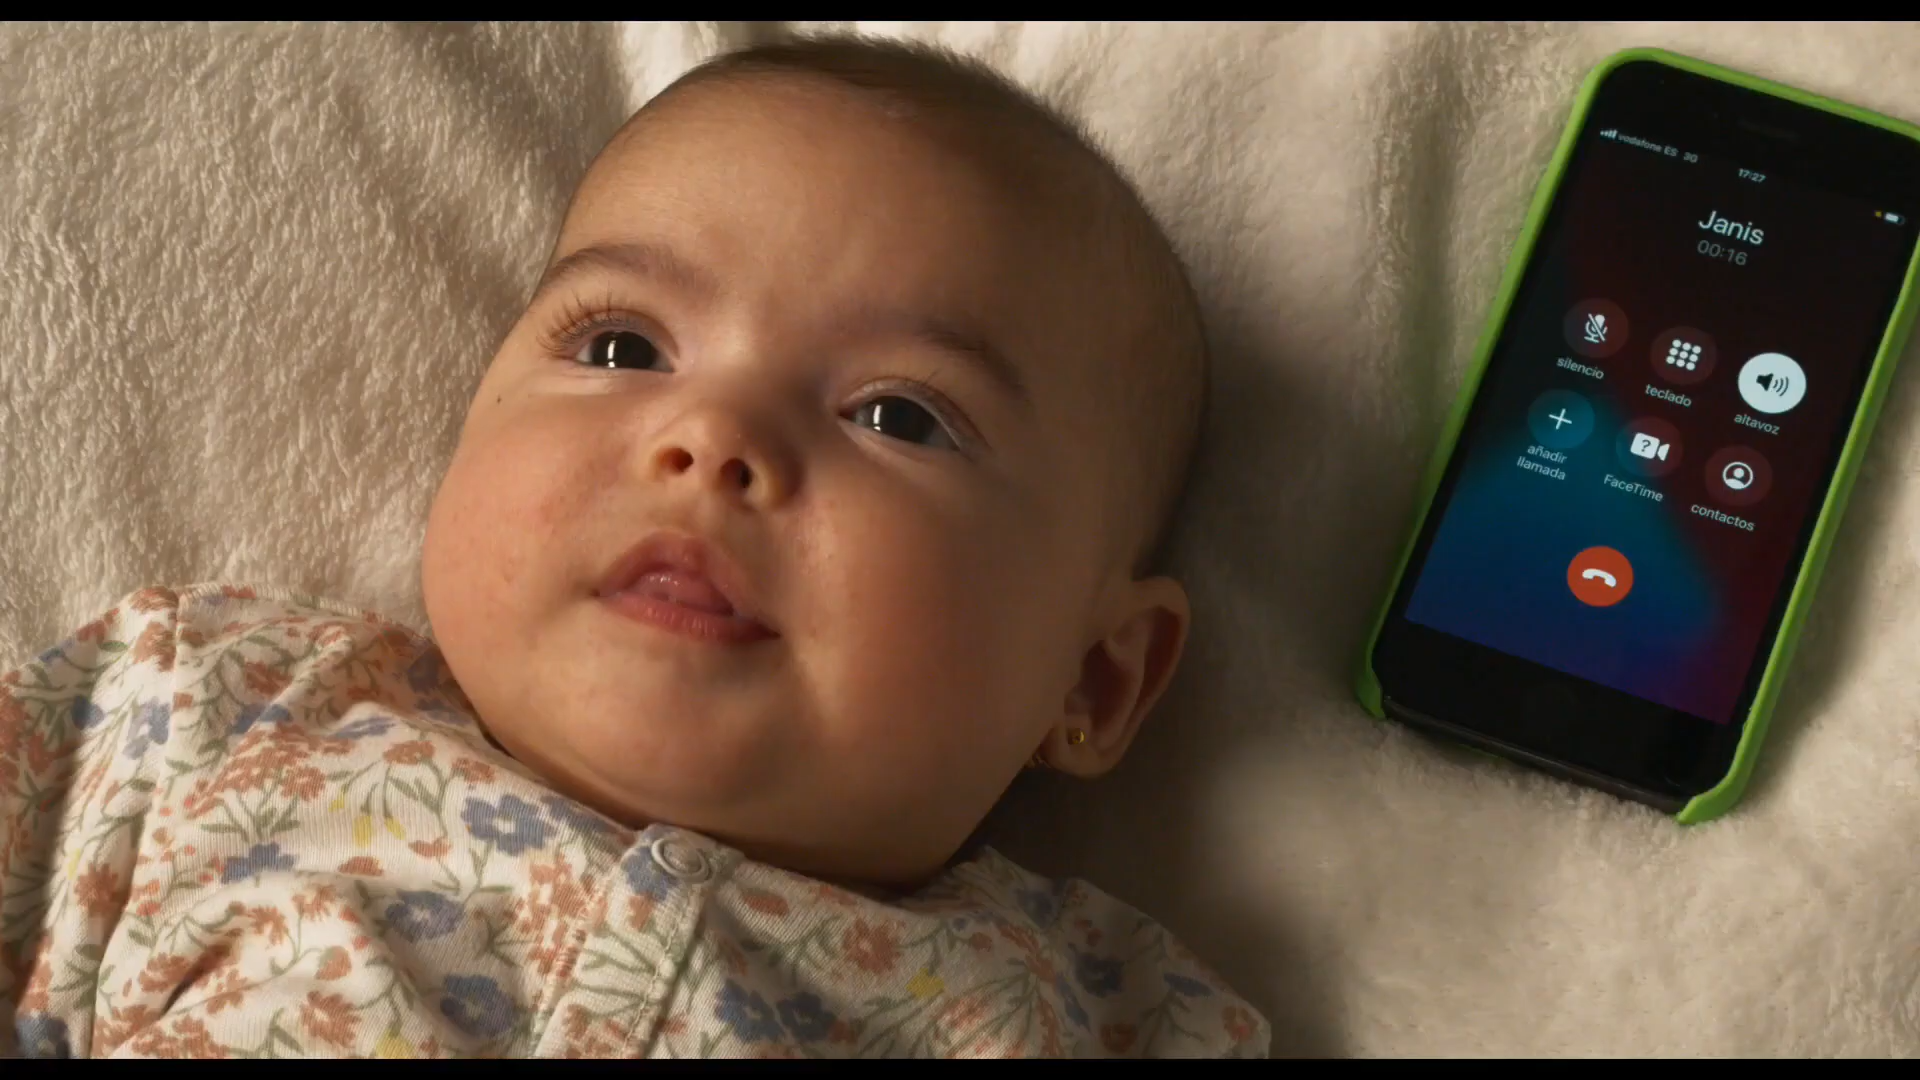 vodafone ES 3G
17:27
Janis
00:16
silencio
teclado
altavoz
añadir
llamada
FaceTime
contactos